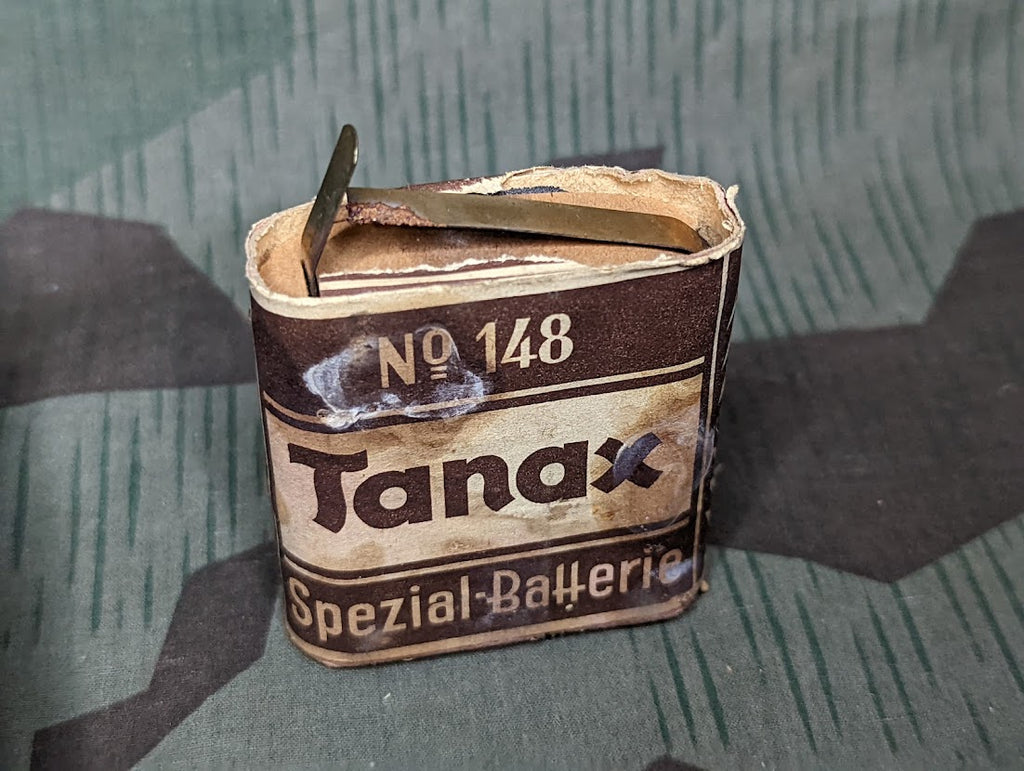 Nº 148
Tanax
Spezial-Batterie